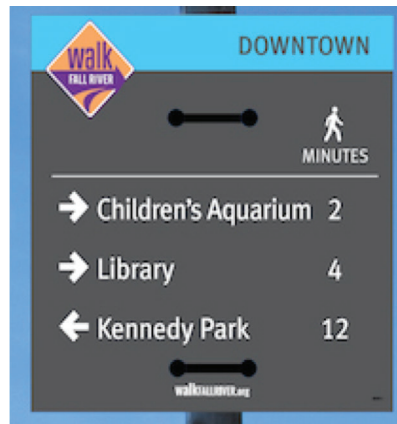 walk
FALL RIVER
DOWNTOWN
MINUTES
→ Children's Aquarium 2
→ Library 4
← Kennedy Park 12
walkFALLRIVER.org